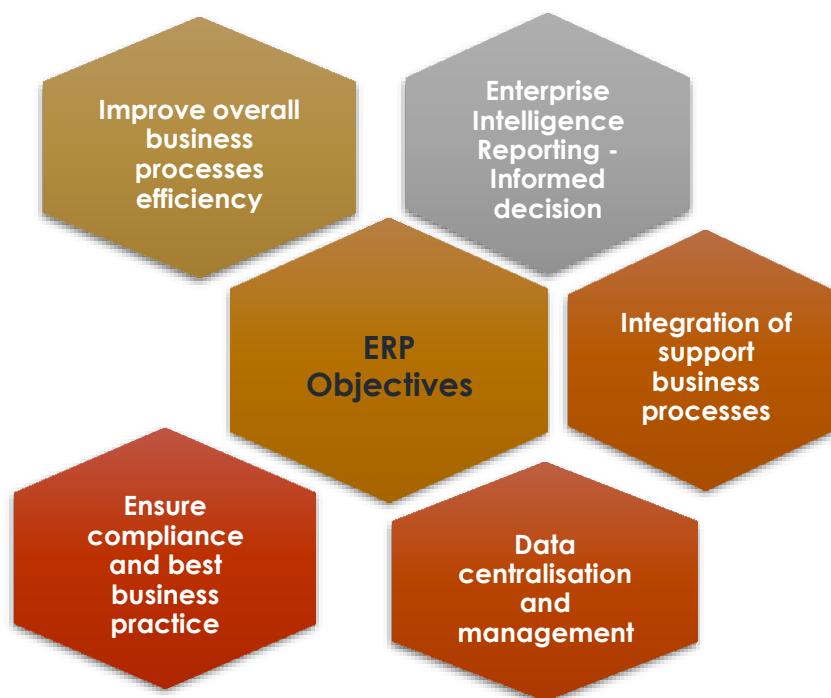 Improve overall
business
processes
efficiency
Enterprise
Intelligence
Reporting -
Informed
decision
ERP
Objectives
Integration of
support
business
processes
Ensure
compliance
and best
business
practice
Data
centralisation
and
management